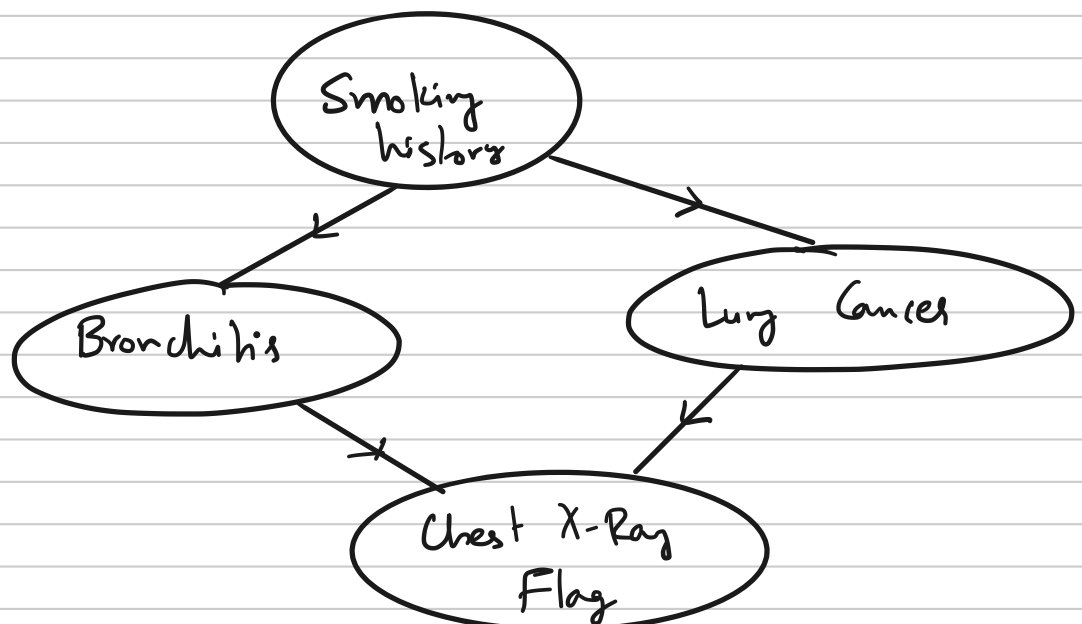 Smoking
history
Bronchitis
Lung Cancer
Chest X-Ray
Flag